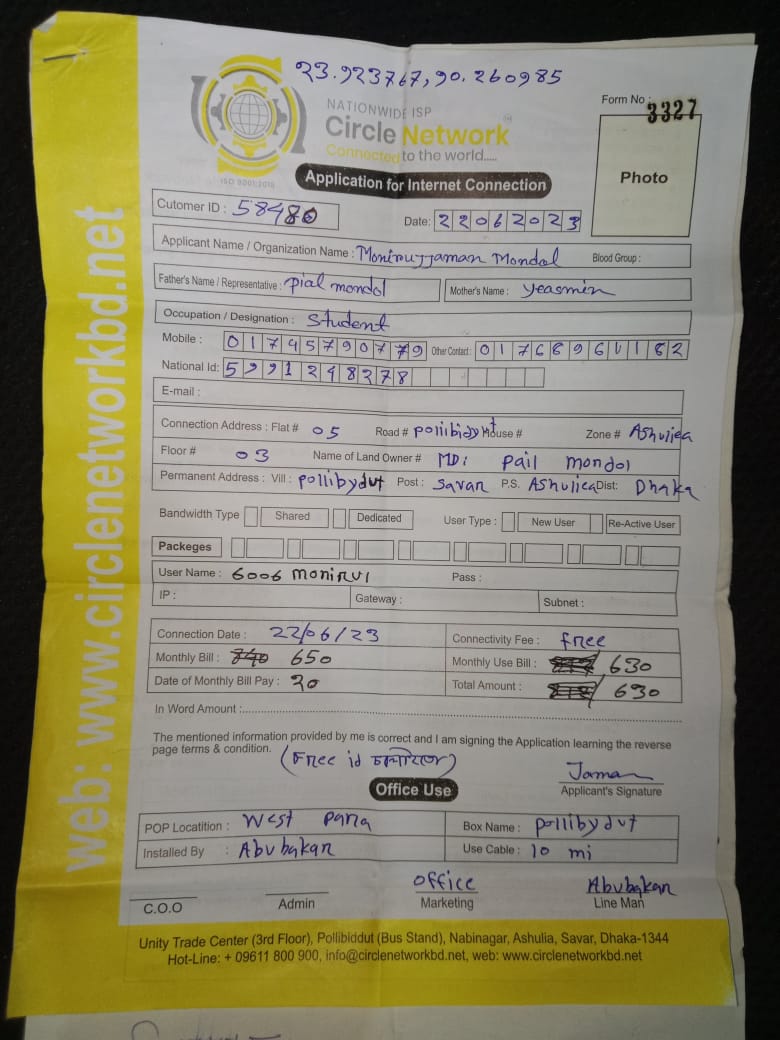 23.923767, 90.260985
NATIONWIDE ISP
Circle Network
Connected to the world.....
ISO 9001:2015
Form No : 3327
Photo
Application for Internet Connection
Cutomer ID : 58480
Date: 22062023
Applicant Name / Organization Name : Monirujjaman Mondol Blood Group :
Father's Name / Representative : pial mondol Mother's Name : Yeasmin
Occupation / Designation : Student
Mobile : 01745790779 Other Contact :
National Id: 5991248278
E-mail :
Connection Address : Flat # 05 Road # pollibidyut House # Zone # Ashuliea
Floor # 03 Name of Land Owner # MD: pail mondol
Permanent Address : Vill : pollibydut Post : Savar P.S. Ashuliea Dist: Dhaka
Bandwidth Type Shared Dedicated User Type : New User Re-Active User
Packeges
User Name : 6006 monirul Pass :
IP : Gateway : Subnet :
Connection Date : 22/06/23 Connectivity Fee : free
Monthly Bill : 840 650 Monthly Use Bill : 630
Date of Monthly Bill Pay : 20 Total Amount : 630
In Word Amount :
The mentioned information provided by me is correct and I am signing the Application learning the reverse
page terms & condition.
(Free id
Jaman
Applicant's Signature
Office Use
POP Locatition : West Para Box Name : pollibydut
Installed By : Abubakar Use Cable : 10 mi
office Abubakar
C.O.O Admin Marketing Line Man
Unity Trade Center (3rd Floor), Pollibiddut (Bus Stand), Nabinagar, Ashulia, Savar, Dhaka-1344
Hot-Line: + 09611 800 900, info@circlenetworkbd.net, web: www.circlenetworkbd.net
web: www.circlenetworkbd.net